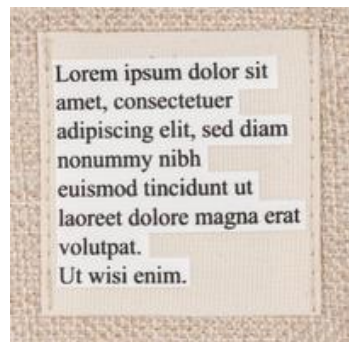 Lorem ipsum dolor sit
amet, consectetuer
adipiscing elit, sed diam
nonummy nibh
euismod tincidunt ut
laoreet dolore magna erat
volutpat.
Ut wisi enim.